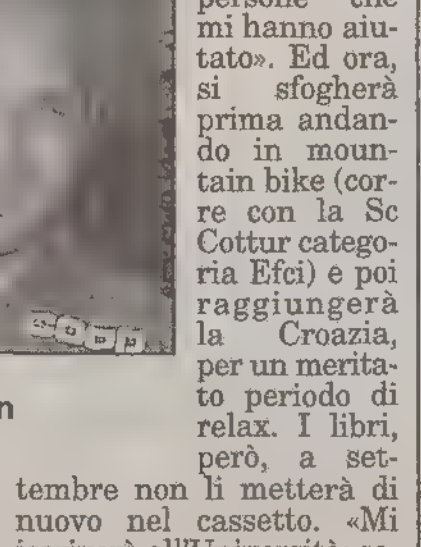 persone che
mi hanno aiu-
tato». Ed ora,
si sfogherà
prima andan-
do in moun-
tain bike (cor-
re con la Sc
Cottur catego-
ria Efci) e poi
raggiungerà
la Croazia,
per un merita-
to periodo di
relax. I libri,
però, a set-
tembre non li metterà di
nuovo nel cassetto. «Mi
all'Università
n